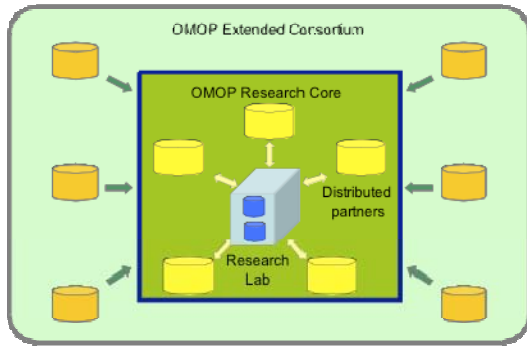 OMOP Extended Consortium
OMOP Research Core
Distributed
partners
Research
Lab